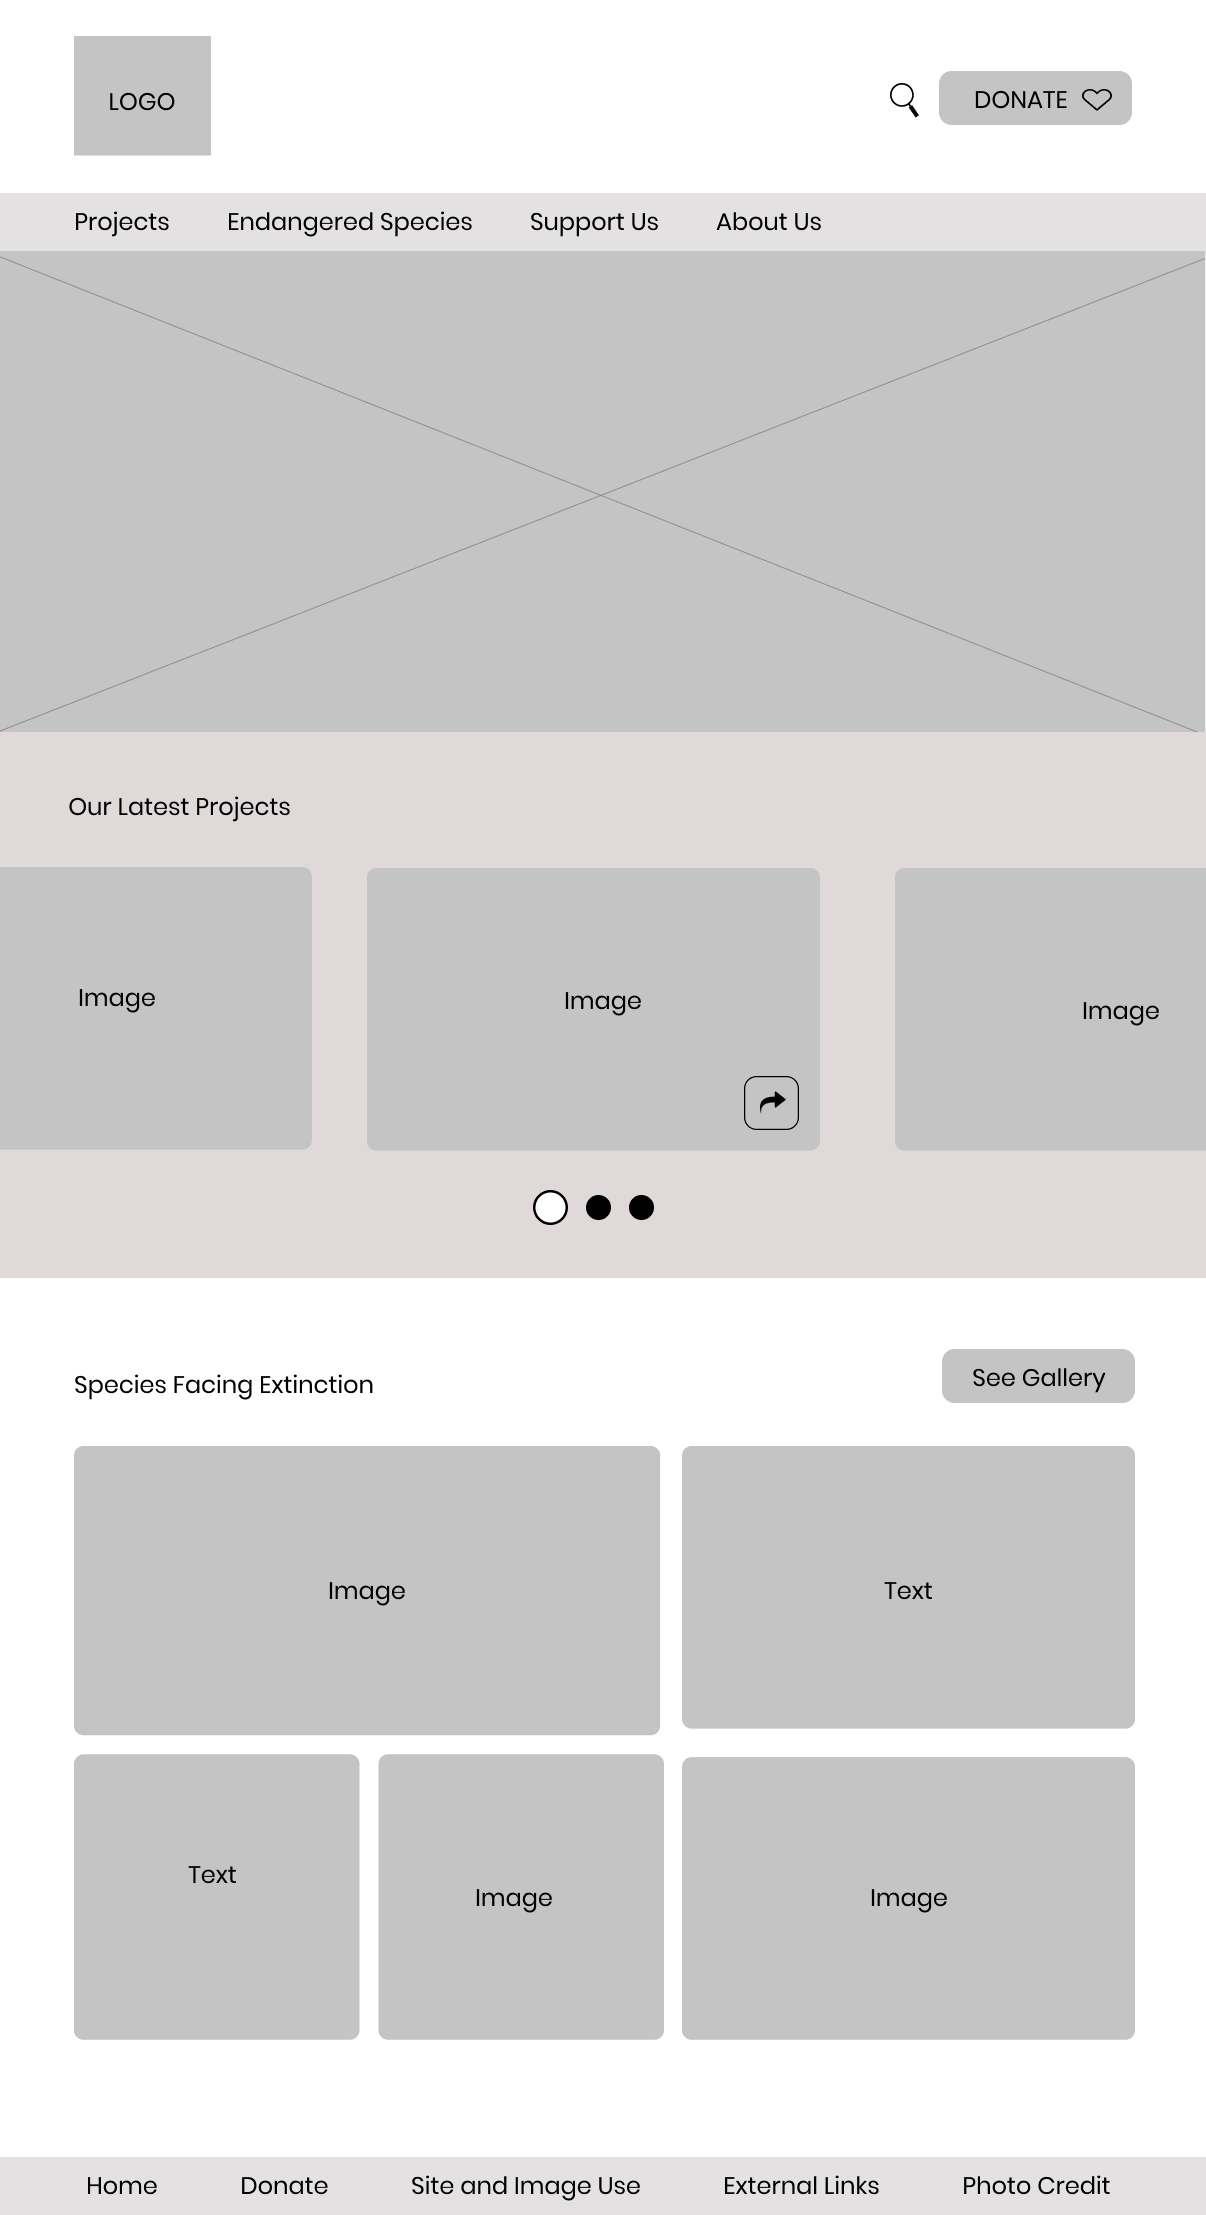 LOGO
DONATE
Projects Endangered Species Support Us About Us
Our Latest Projects
Image Image Image
Species Facing Extinction See Gallery
Image Text
Text Image Image
Home Donate Site and Image Use External Links Photo Credit